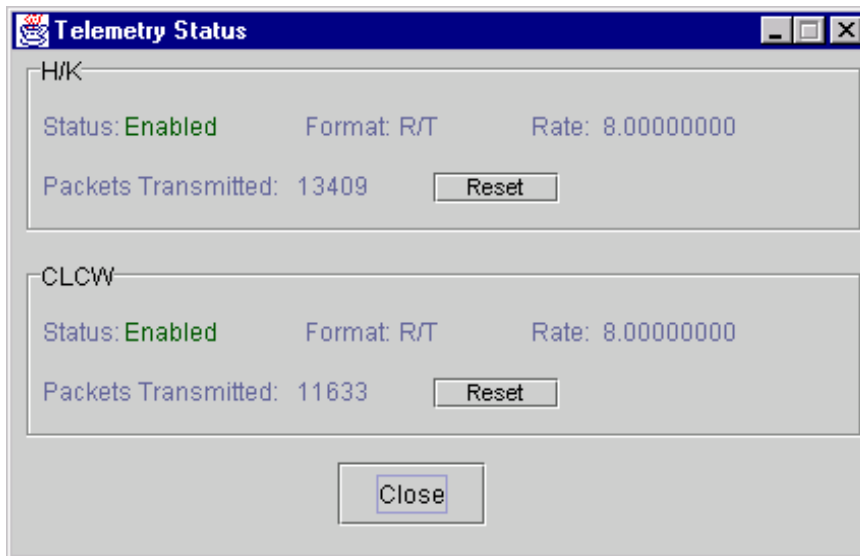 Telemetry Status
H/K
Status: Enabled Format: R/T Rate: 8.00000000
Packets Transmitted: 13409 Reset
CLCW
Status: Enabled Format: R/T Rate: 8.00000000
Packets Transmitted: 11633 Reset
Close